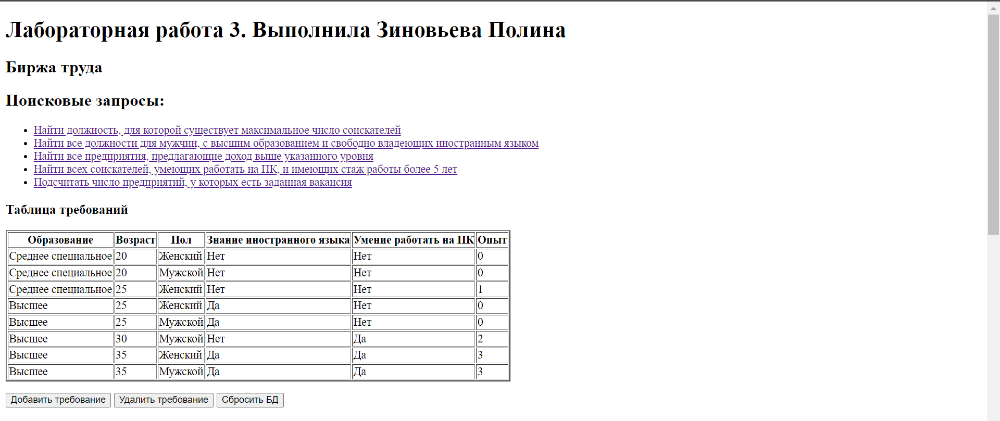 Лабораторная работа 3. Выполнила Зиновьева Полина
Биржа труда
Поисковые запросы:
Найти должность, для которой существует максимальное число соискателей
Найти все должности для мужчин, с высшим образованием и свободно владеющих иностранным языком
Найти все предприятия, предлагающие доход выше указанного уровня
Найти всех соискателей, умеющих работать на ПК, и имеющих стаж работы более 5 лет
Подсчитать число предприятий, у которых есть заданная вакансия
Таблица требований
Образование Возраст Пол Знание иностранного языка Умение работать на ПК Опыт
Среднее специальное 20 Женский Нет Нет 0
Среднее специальное 20 Мужской Нет Нет 0
Среднее специальное 25 Женский Нет Нет 1
Высшее 25 Женский Да Нет 0
Высшее 25 Мужской Да Нет 0
Высшее 30 Мужской Нет Да 2
Высшее 35 Женский Да Да 3
Высшее 35 Мужской Да Да 3
Добавить требование Удалить требование Сбросить БД